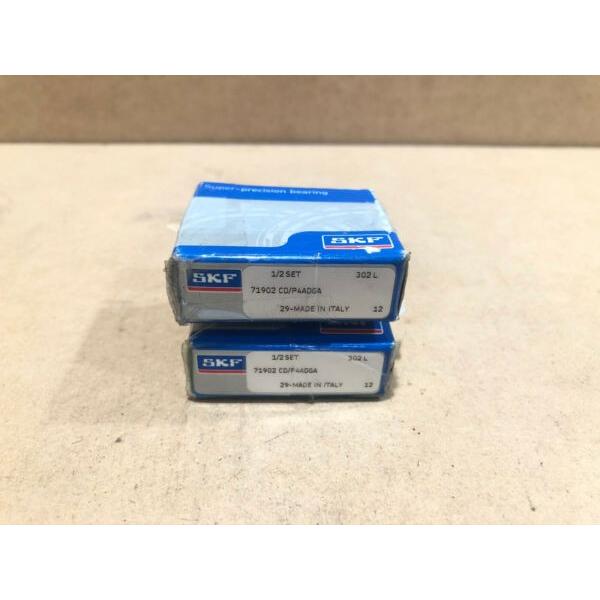 Super-precision bearing
SKF
SKF 1/2 SET 302 L
71902 CD/P4ADGA
29-MADE IN ITALY 12
SKF 1/2 SET 302 L
71902 CD/P4ADGA
29-MADE IN ITALY 12